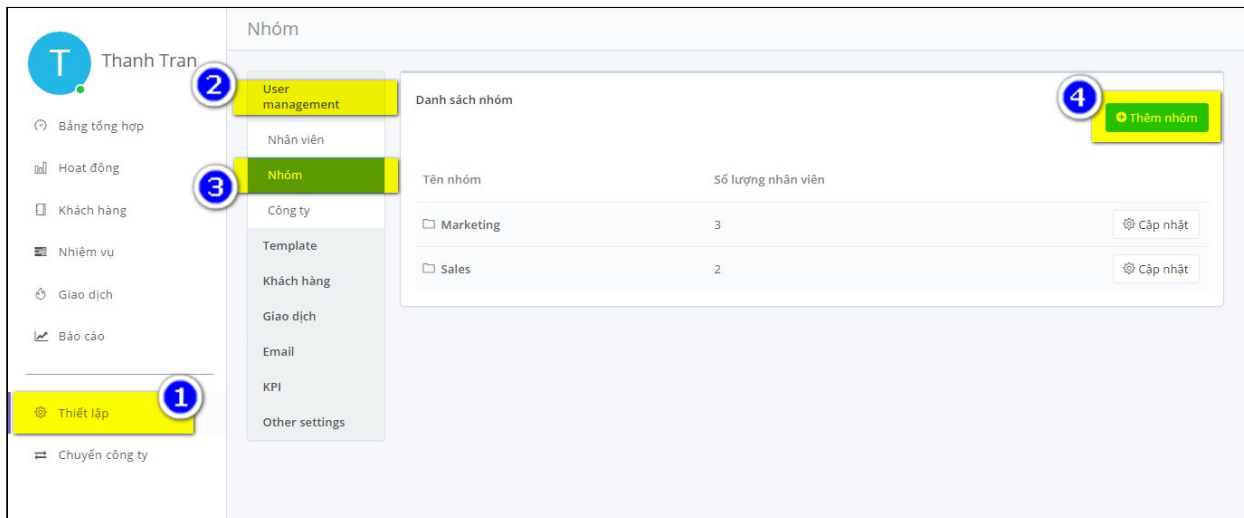 Nhóm
T
Thanh Tran
Bảng tổng hợp
Hoạt động
Khách hàng
Nhiệm vụ
Giao dịch
Báo cáo
1
Thiết lập
Chuyển công ty
2
User
management
Nhân viên
3
Nhóm
Công ty
Template
Khách hàng
Giao dịch
Email
KPI
Other settings
Danh sách nhóm
4
Thêm nhóm
Tên nhóm Số lượng nhân viên
Marketing 3 Cập nhật
Sales 2 Cập nhật